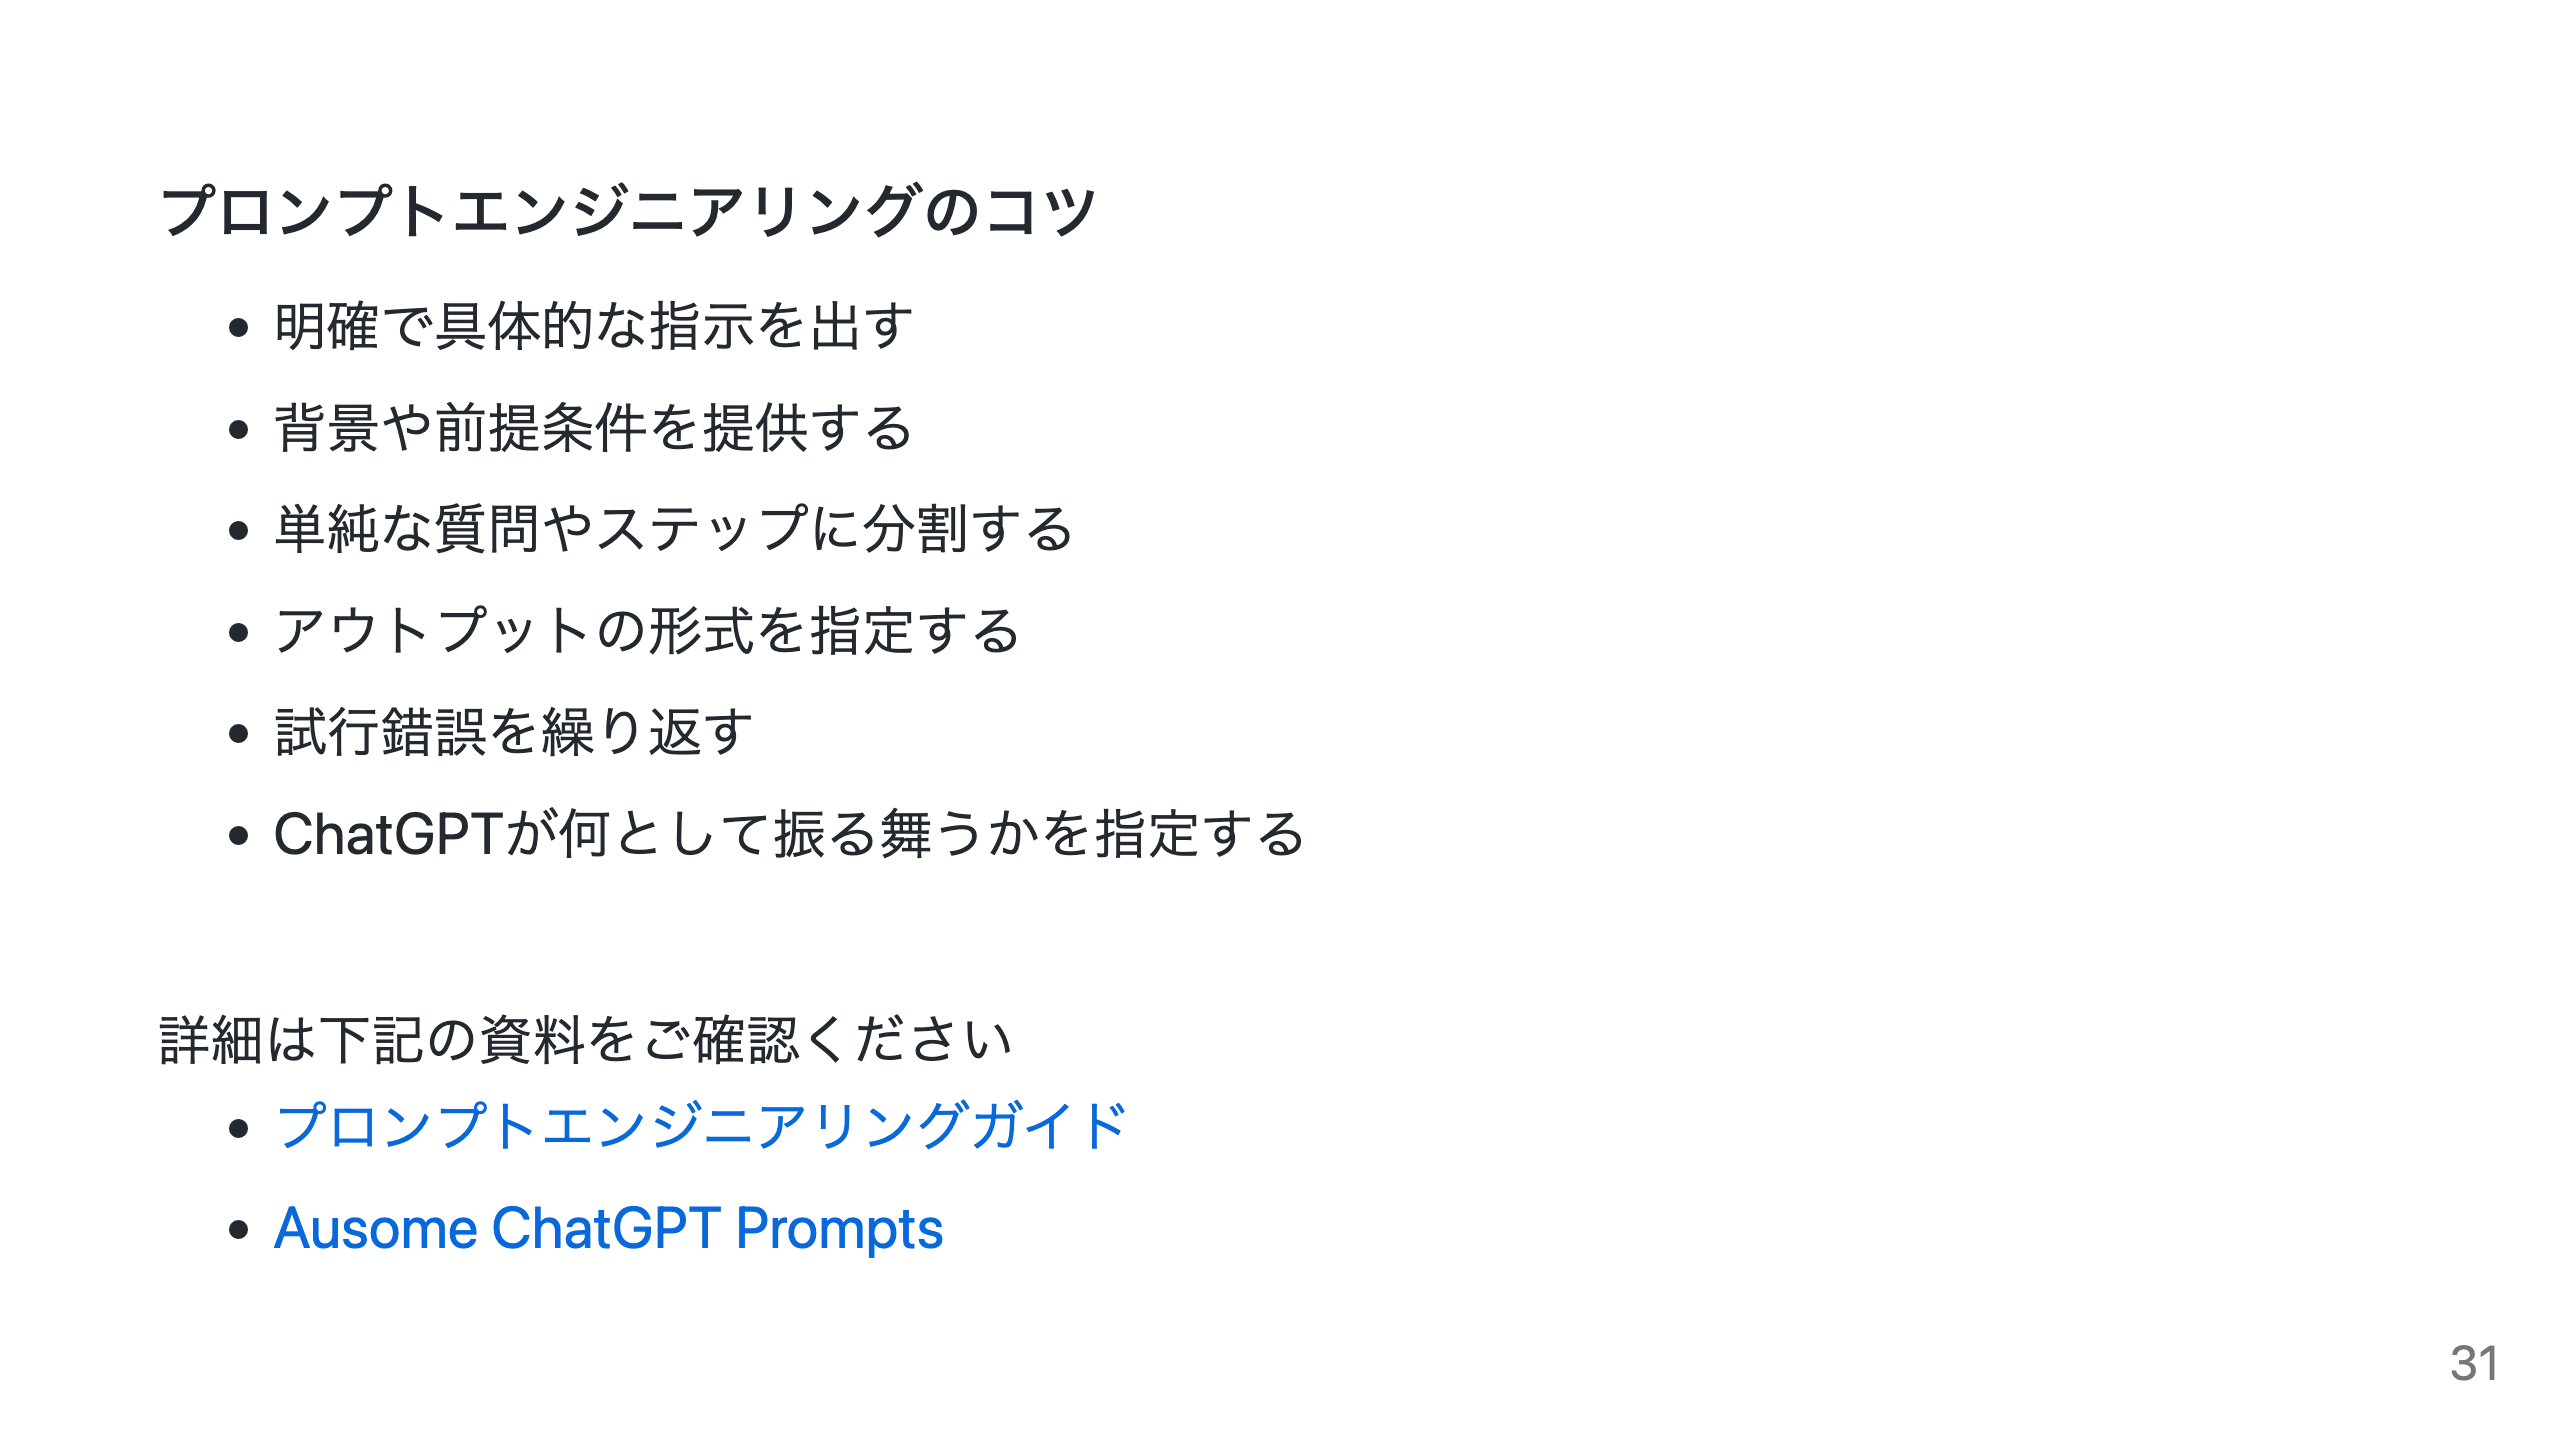 プロンプトエンジニアリングのコツ
• 明確で具体的な指示を出す
• 背景や前提条件を提供する
• 単純な質問やステップに分割する
• アウトプットの形式を指定する
• 試行錯誤を繰り返す
• ChatGPTが何として振る舞うかを指定する
詳細は下記の資料をご確認ください
• プロンプトエンジニアリングガイド
• Ausome ChatGPT Prompts
31